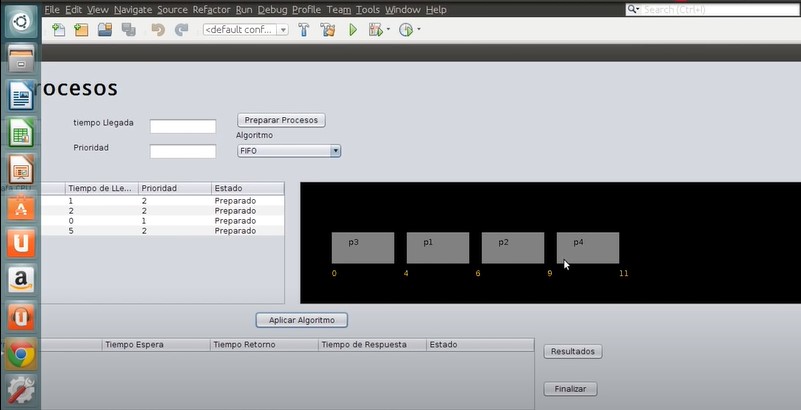 File Edit View Navigate Source Refactor Run Debug Profile Team Tools Window Help
Search (Ctrl+I)
<default conf...
rocesos
tiempo Llegada
Preparar Procesos
Algoritmo
Prioridad
FIFO
Tiempo de LLe... Prioridad Estado
1 2 Preparado
2 2 Preparado
0 1 Preparado
5 2 Preparado
p3 p1 p2 p4
0 4 6 9 11
Aplicar Algoritmo
Tiempo Espera Tiempo Retorno Tiempo de Respuesta Estado
Resultados
Finalizar